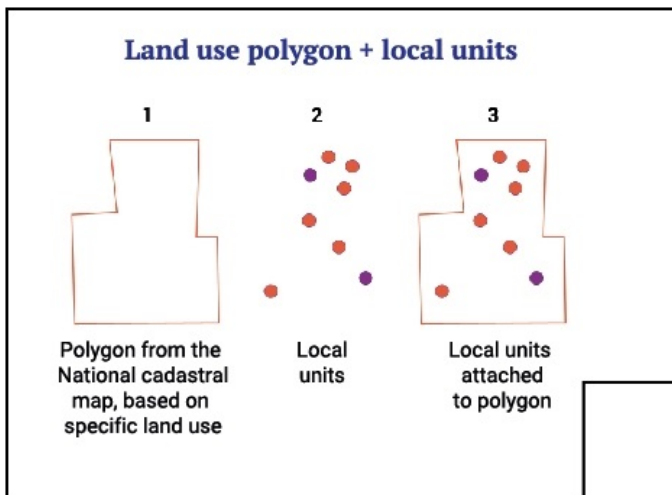 Land use polygon + local units
1
2
3
Polygon from the
National cadastral
map, based on
specific land use
Local
units
Local units
attached
to polygon